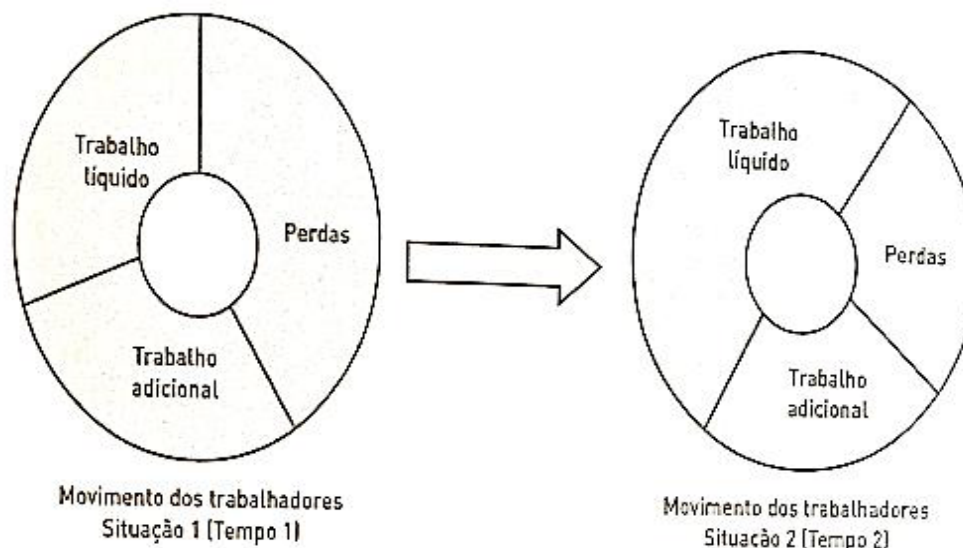 Trabalho
líquido
Perdas
Trabalho
adicional
Movimento dos trabalhadores
Situação 1 (Tempo 1)
Trabalho
líquido
Perdas
Trabalho
adicional
Movimento dos trabalhadores
Situação 2 (Tempo 2)